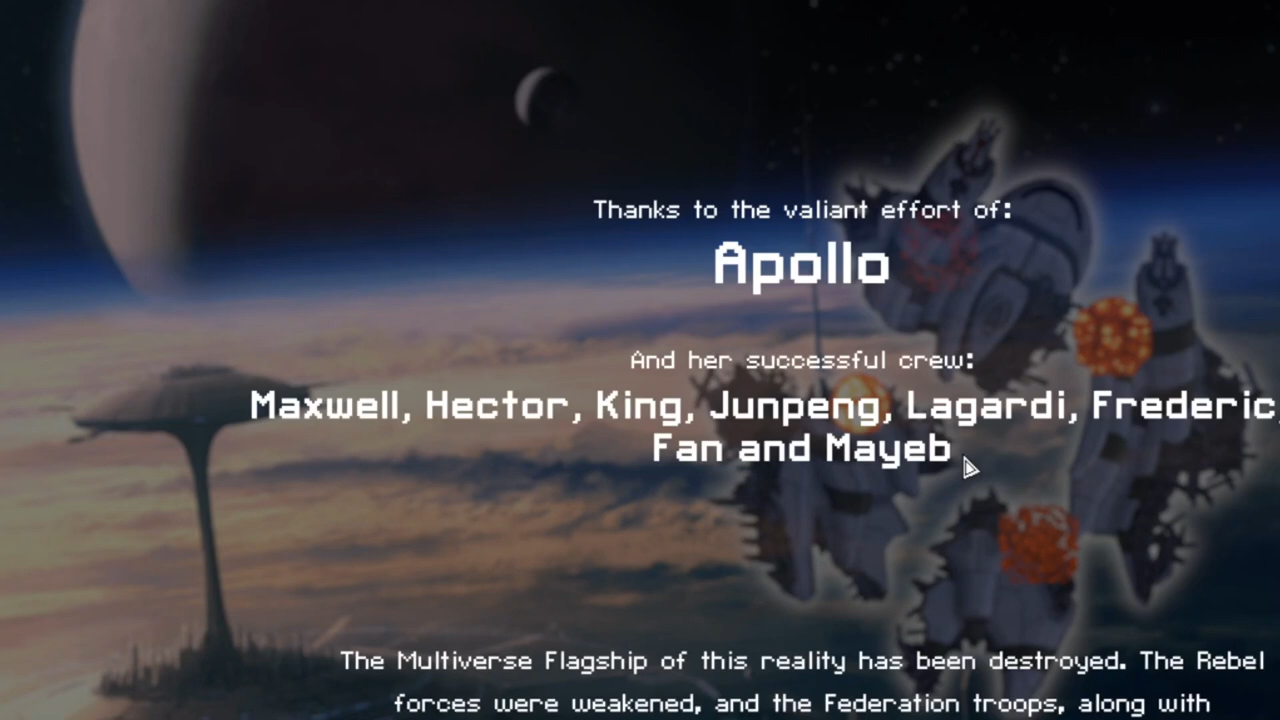 Thanks to the valiant effort of:
Apollo
And her successful crew:
Maxwell, Hector, King, Junpeng, Lagardi, Frederic,
Fan and Mayeb
The Multiverse Flagship of this reality has been destroyed. The Rebel
forces were weakened, and the Federation troops, along with